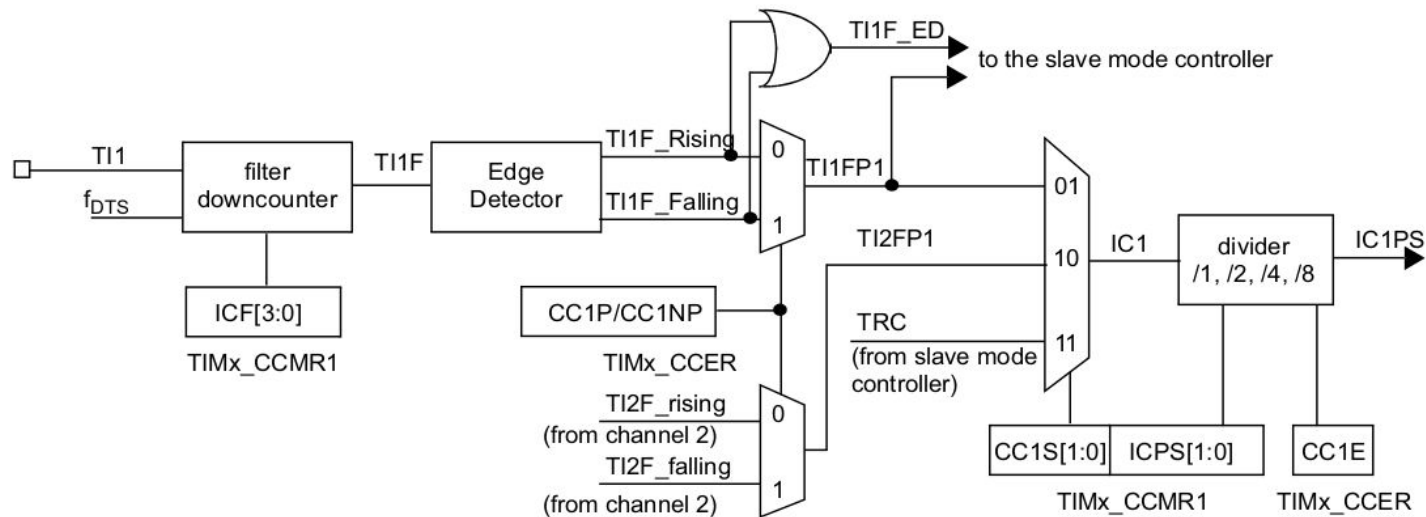 TI1F_ED
to the slave mode controller
TI1
f_DTS
filter
downcounter
ICF[3:0]
TIMx_CCMR1
TI1F
Edge
Detector
TI1F_Rising
TI1F_Falling
0
1
TI1FP1
CC1P/CC1NP
TIMx_CCER
TI2F_rising
(from channel 2)
TI2F_falling
(from channel 2)
0
1
TI2FP1
TRC
(from slave mode
controller)
01
10
11
IC1
divider
/1, /2, /4, /8
IC1PS
CC1S[1:0]
ICPS[1:0]
TIMx_CCMR1
CC1E
TIMx_CCER